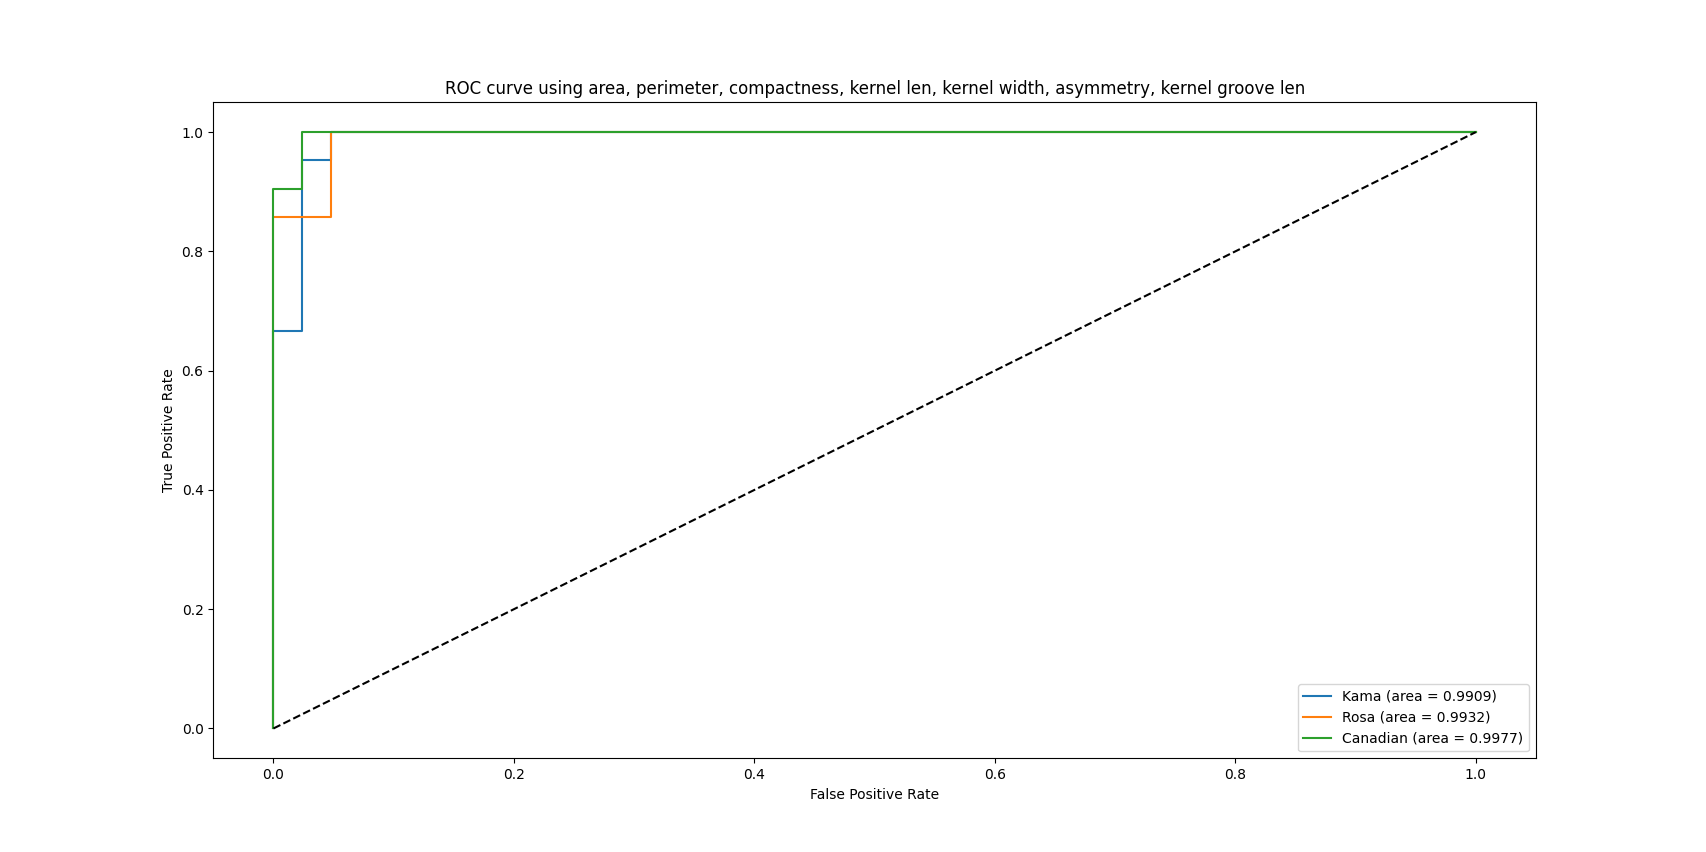 ROC curve using area, perimeter, compactness, kernel len, kernel width, asymmetry, kernel groove len
1.0
0.8
0.6
0.4
0.2
0.0
True Positive Rate
0.0 0.2 0.4 0.6 0.8 1.0
False Positive Rate
Kama (area = 0.9909)
Rosa (area = 0.9932)
Canadian (area = 0.9977)